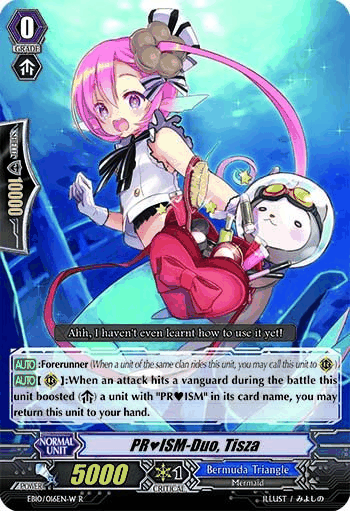 0
GRADE
SHIELD 10000
Ahh, I haven't even learnt how to use it yet!
AUTO :Forerunner (When a unit of the same clan rides this unit, you may call this unit to )
AUTO [ ]:When an attack hits a vanguard during the battle this
unit boosted ( ) a unit with "PR♥ISM" in its card name, you may
return this unit to your hand.
NORMAL UNIT PR♥ISM-Duo, Tisza
POWER 5000 1 CRITICAL Bermuda Triangle
Mermaid
EB10/016EN-W R ILLUST / みよしの